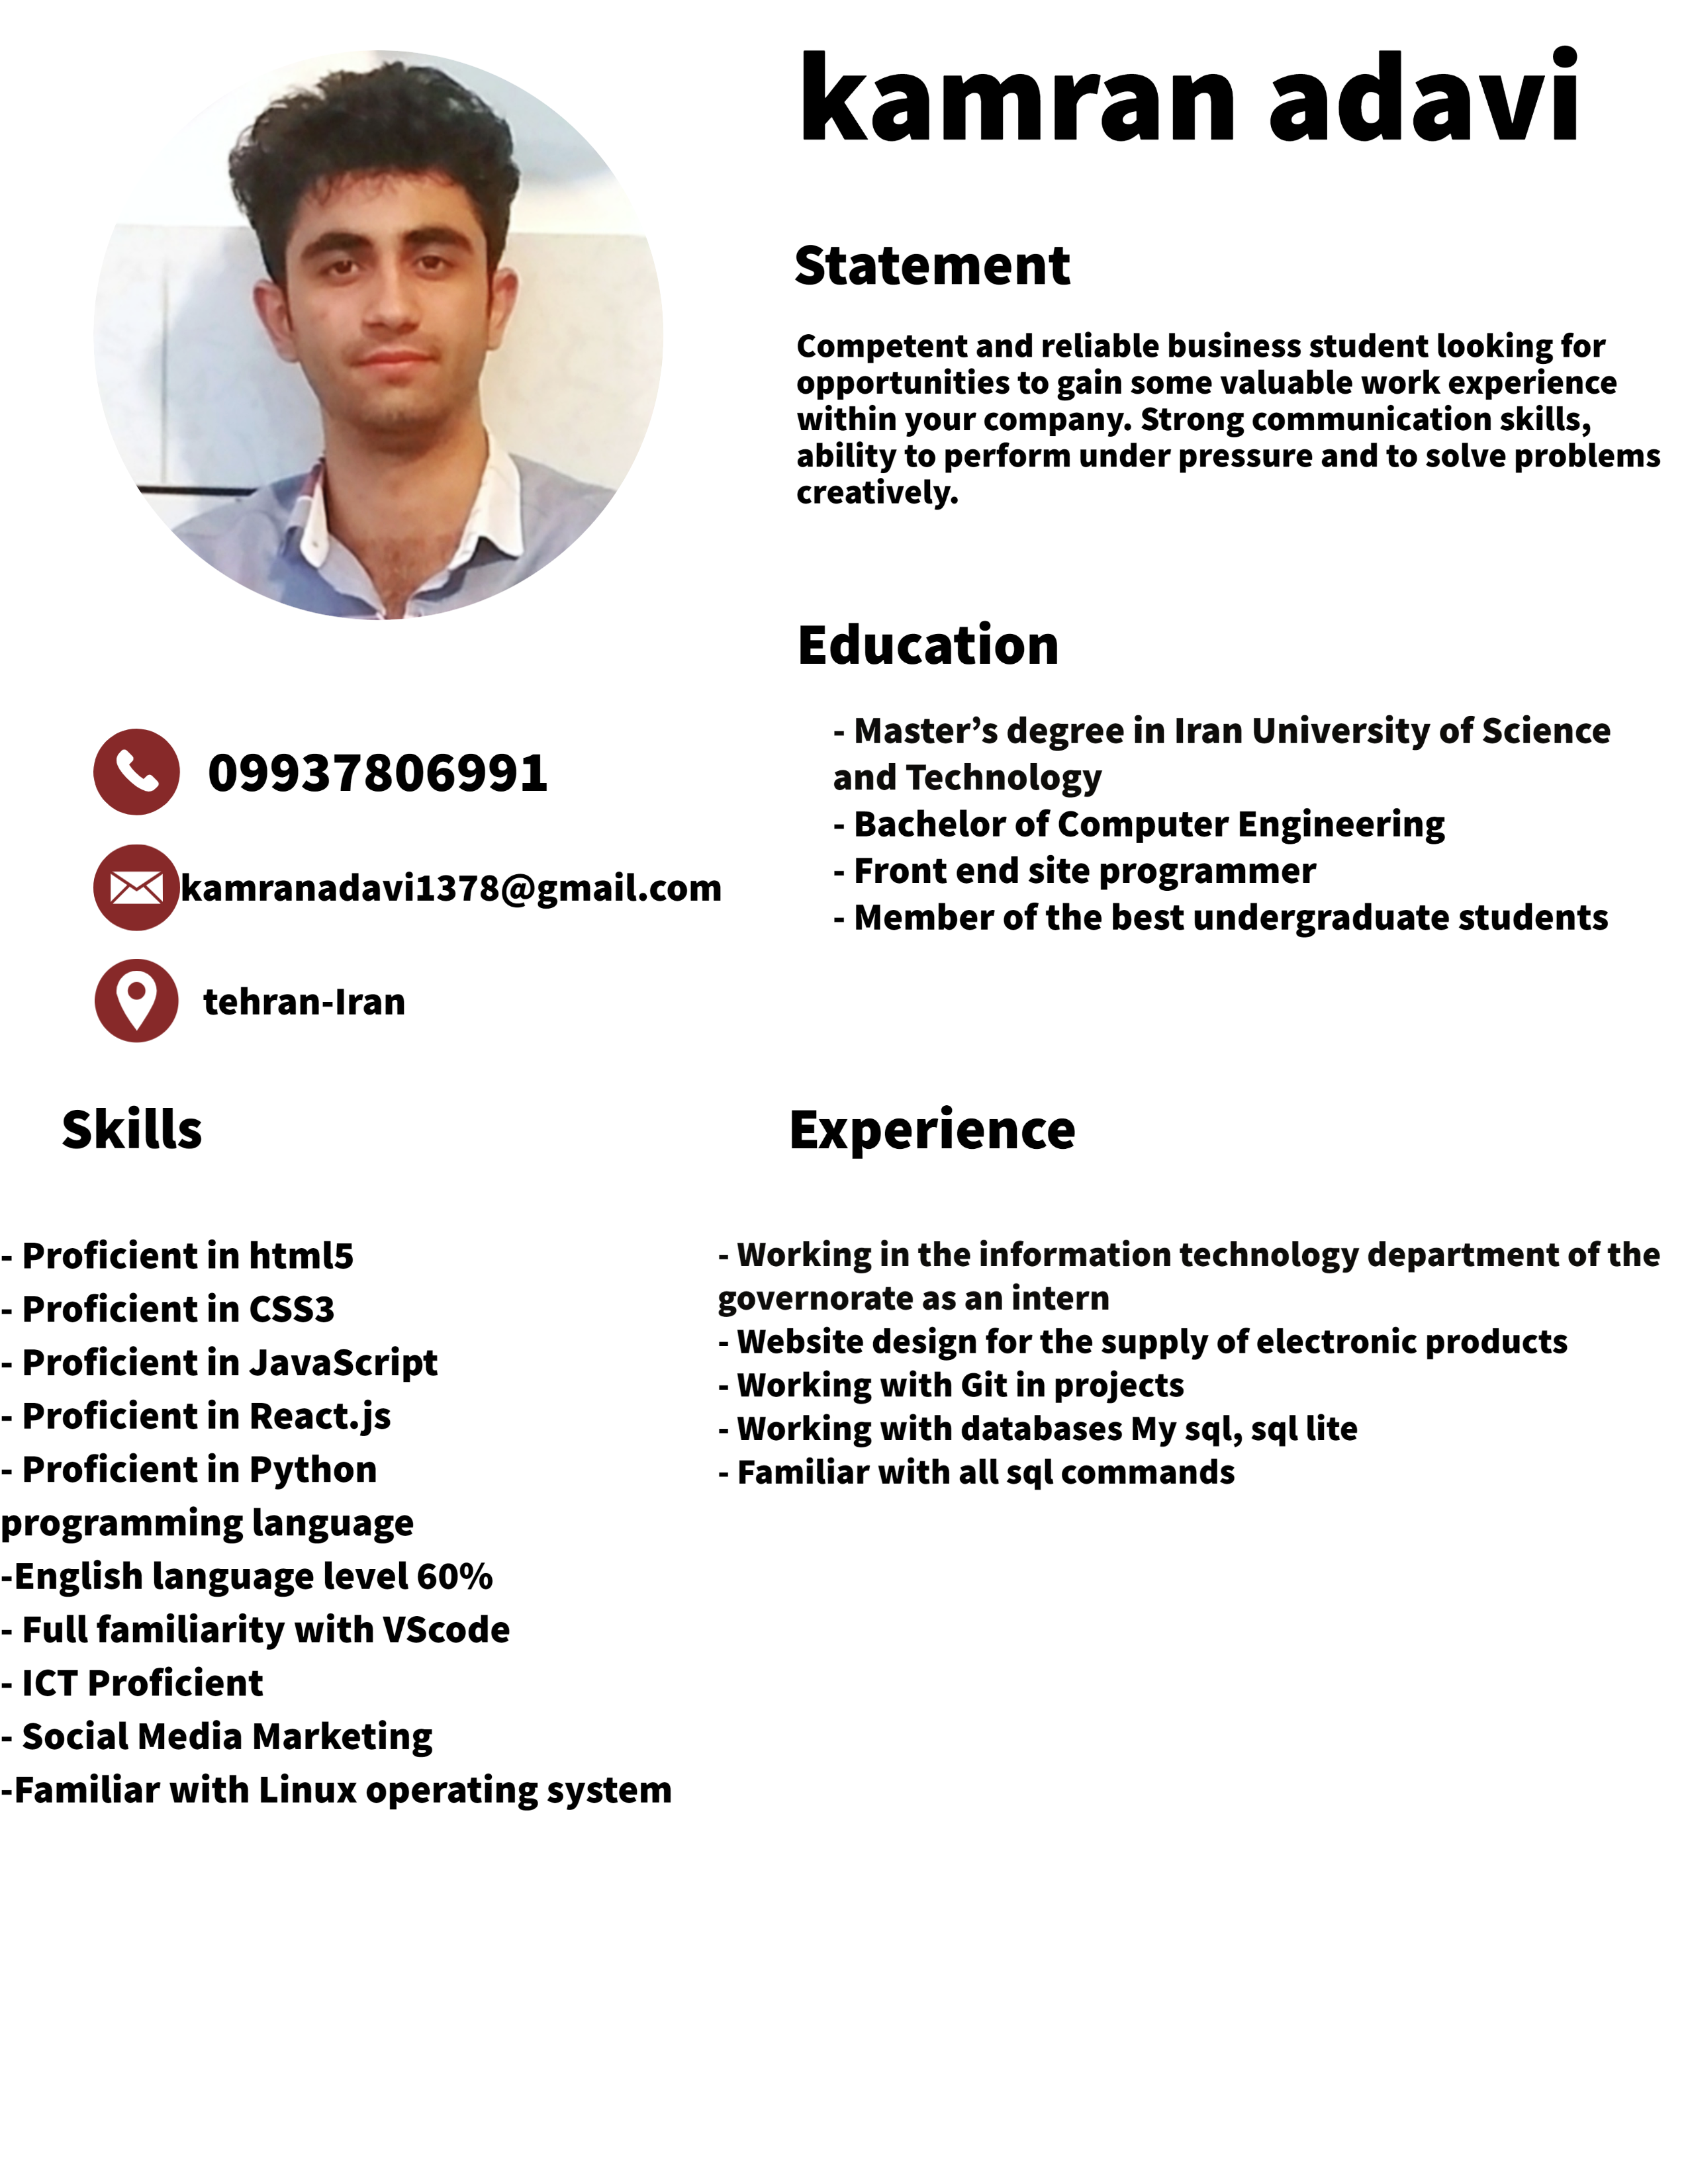 kamran adavi
Statement
Competent and reliable business student looking for
opportunities to gain some valuable work experience
within your company. Strong communication skills,
ability to perform under pressure and to solve problems
creatively.
Education
- Master’s degree in Iran University of Science
and Technology
- Bachelor of Computer Engineering
- Front end site programmer
- Member of the best undergraduate students
09937806991
kamranadavi1378@gmail.com
tehran-Iran
Skills
- Proficient in html5
- Proficient in CSS3
- Proficient in JavaScript
- Proficient in React.js
- Proficient in Python
programming language
-English language level 60%
- Full familiarity with VScode
- ICT Proficient
- Social Media Marketing
-Familiar with Linux operating system
Experience
- Working in the information technology department of the
governorate as an intern
- Website design for the supply of electronic products
- Working with Git in projects
- Working with databases My sql, sql lite
- Familiar with all sql commands